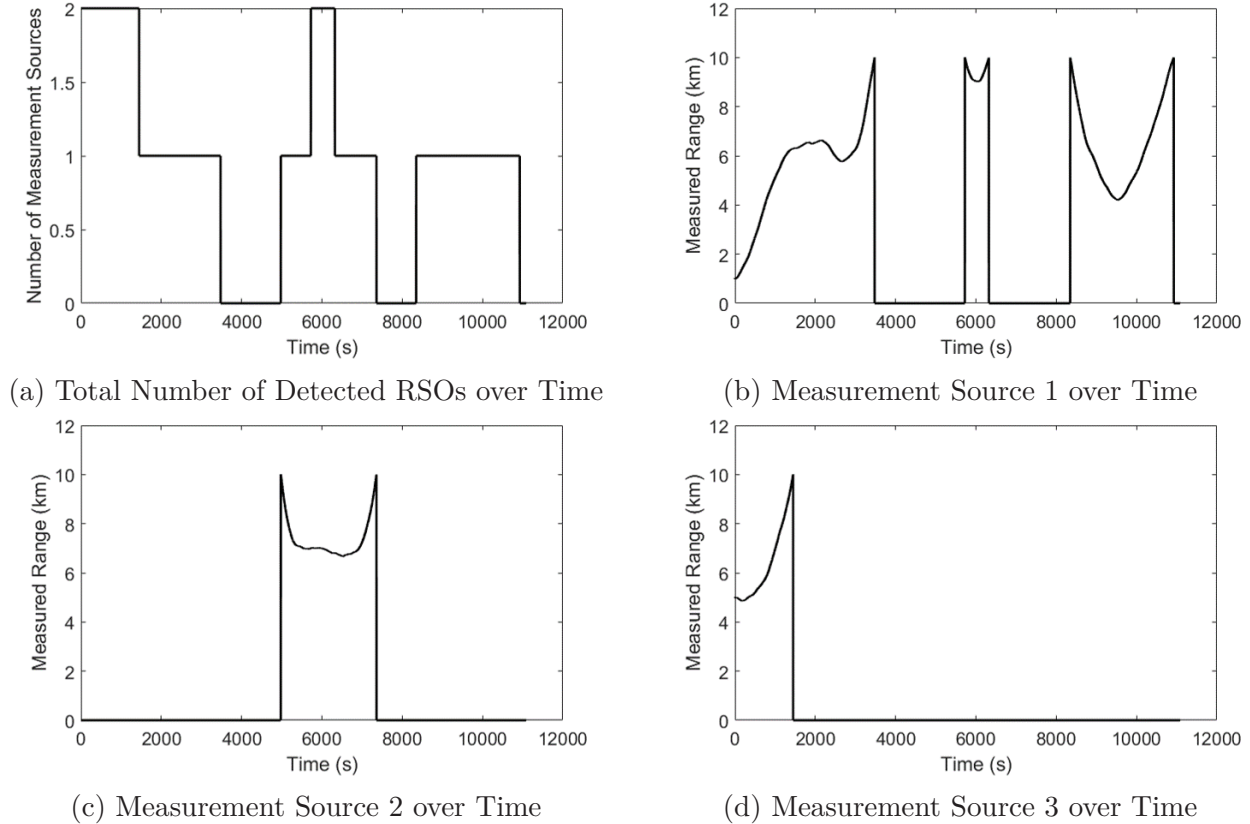 Number of Measurement Sources
2
1.5
1
0.5
0
0 2000 4000 6000 8000 10000 12000
Time (s)
(a) Total Number of Detected RSOs over Time
Measured Range (km)
12
10
8
6
4
2
0
0 2000 4000 6000 8000 10000 12000
Time (s)
(b) Measurement Source 1 over Time
Measured Range (km)
12
10
8
6
4
2
0
0 2000 4000 6000 8000 10000 12000
Time (s)
(c) Measurement Source 2 over Time
Measured Range (km)
12
10
8
6
4
2
0
0 2000 4000 6000 8000 10000 12000
Time (s)
(d) Measurement Source 3 over Time